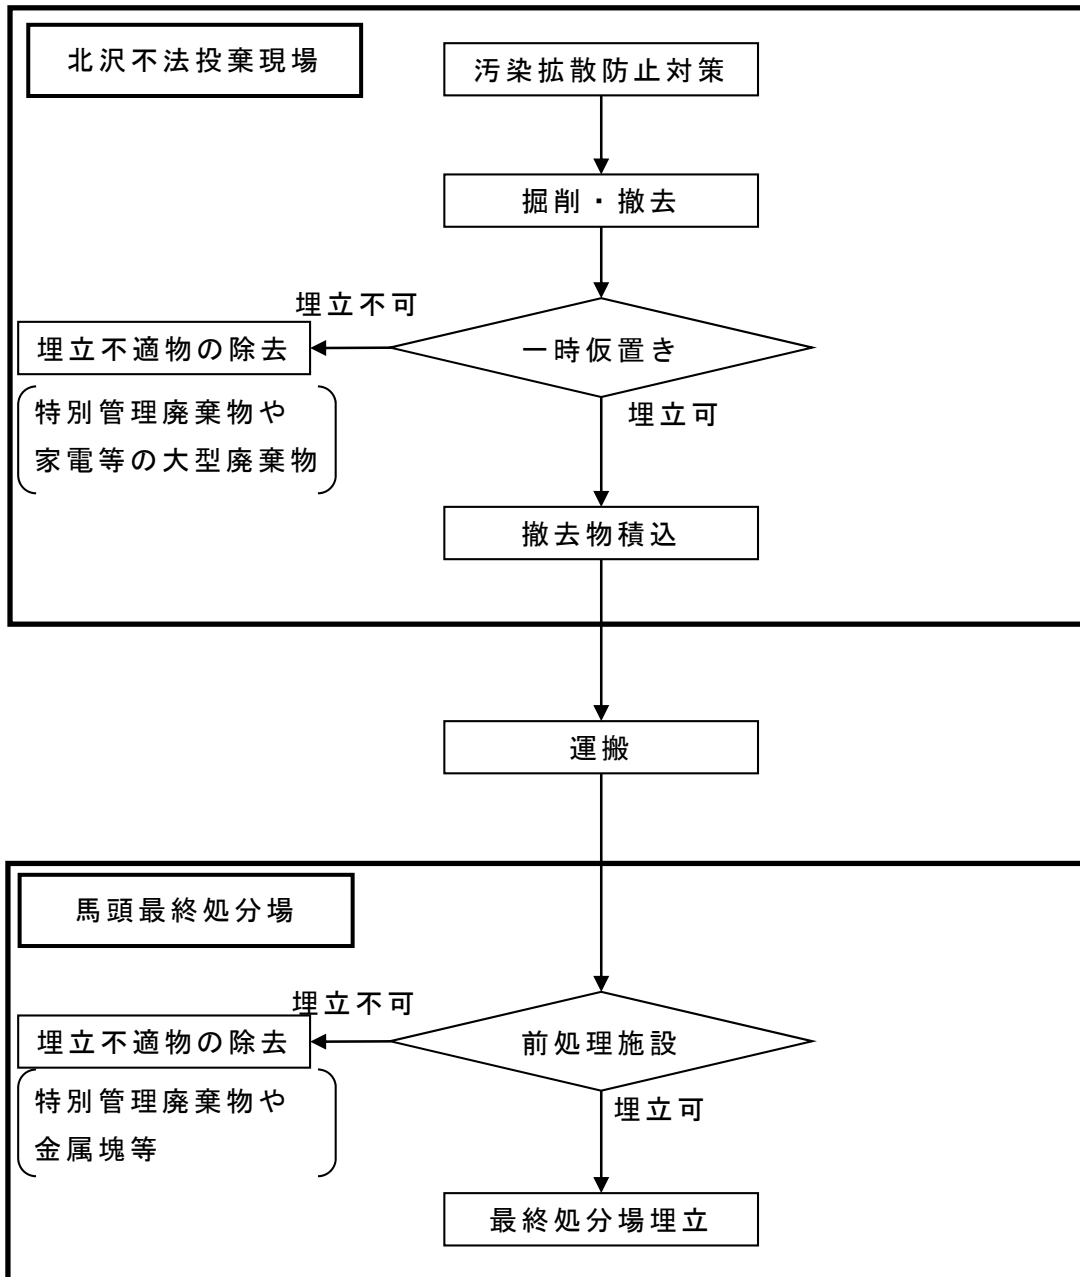 北沢不法投棄現場
汚染拡散防止対策
掘削・撤去
埋立不可
一時仮置き
埋立不適物の除去
特別管理廃棄物や
家電等の大型廃棄物
埋立可
撤去物積込
運搬
馬頭最終処分場
埋立不可
前処理施設
埋立不適物の除去
特別管理廃棄物や
金属塊等
埋立可
最終処分場埋立